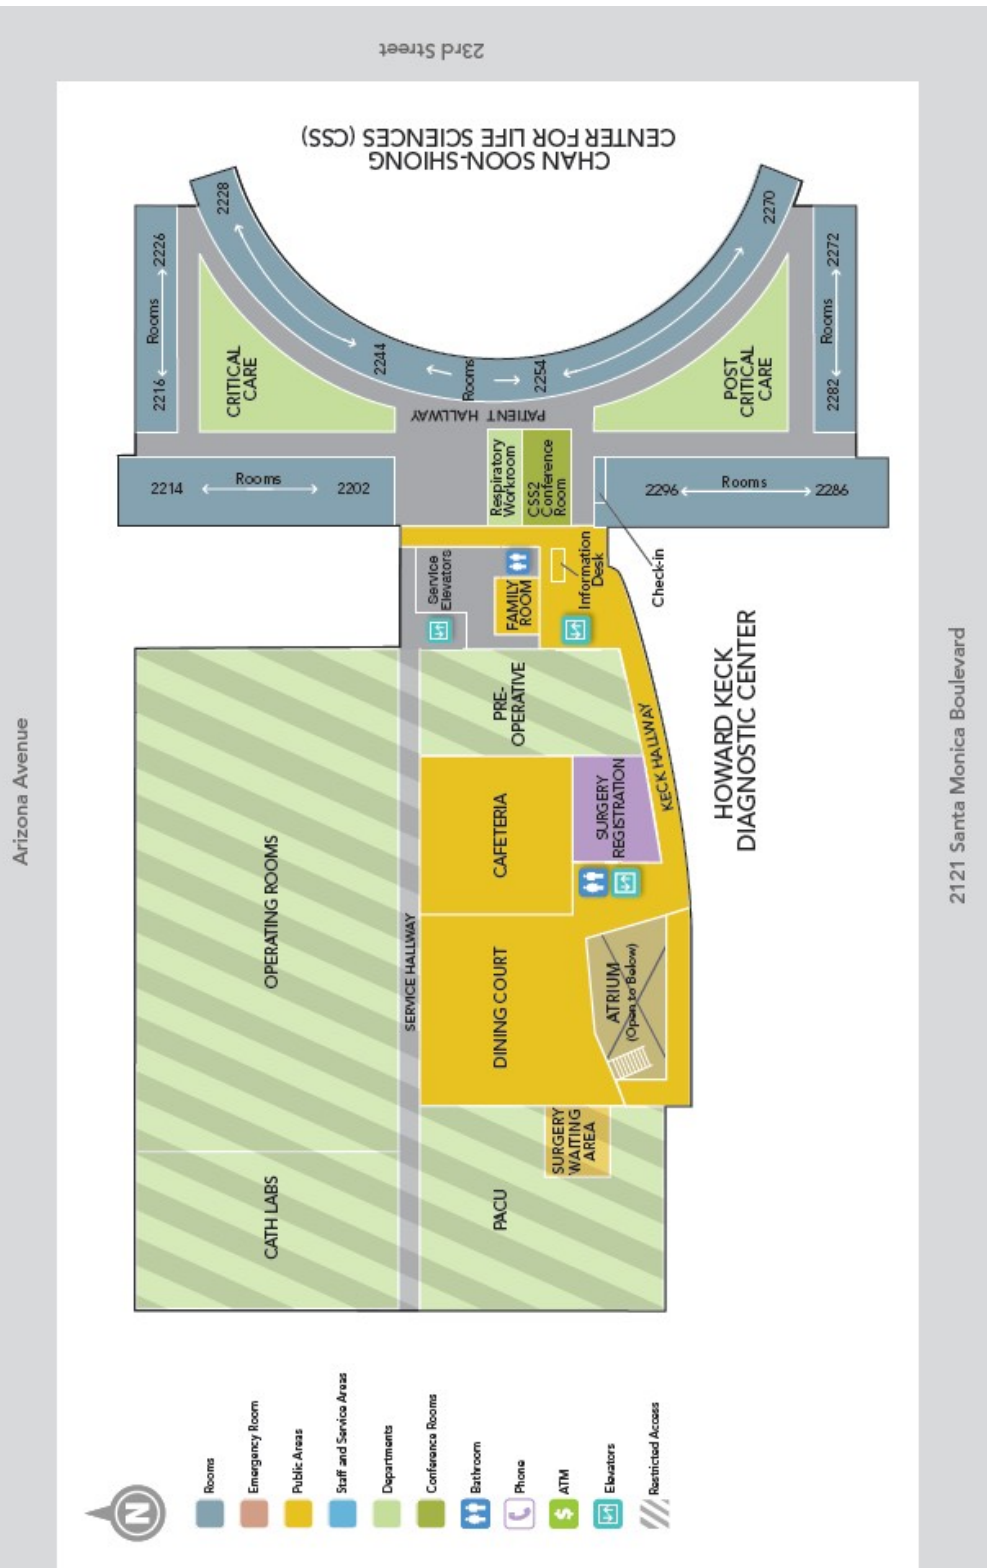 23rd Street
CHAN SOON-SHIONG
CENTER FOR LIFE SCIENCES (CSS)
2228
2270
2226
Rooms
2216
CRITICAL
CARE
2244
Rooms
2254
POST
CRITICAL
CARE
2272
Rooms
2282
PATIENT HALLWAY
2214
Rooms
2202
Respiratory
Workroom
CSS2
Conference
Room
2296
Rooms
2286
Service
Elevators
FAMILY
ROOM
Information
Desk
Check-in
HOWARD KECK
DIAGNOSTIC CENTER
PRE-
OPERATIVE
KECK HALLWAY
SURGERY
REGISTRATION
CAFETERIA
OPERATING ROOMS
SERVICE HALLWAY
DINING COURT
ATRIUM
(Open to Below)
SURGERY
WAITING
AREA
CATH LABS
PACU
Arizona Avenue
2121 Santa Monica Boulevard
N
Rooms
Emergency Room
Public Areas
Staff and Service Areas
Departments
Conference Rooms
Bathroom
Phone
$ ATM
Elevators
Restricted Access